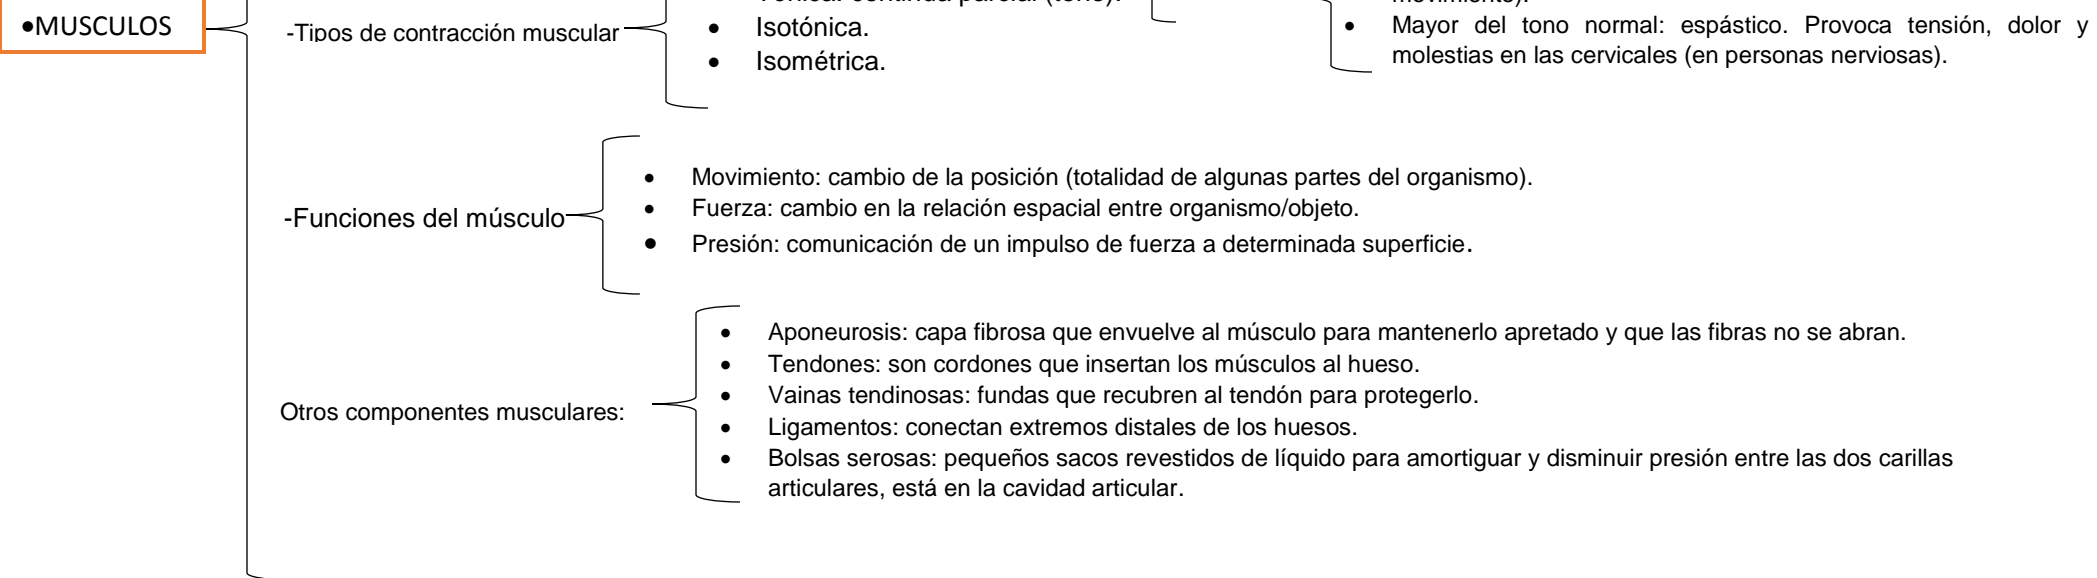 •MUSCULOS
-Tipos de contracción muscular
• Isotónica.
• Isométrica.
movimiento).
• Mayor del tono normal: espástico. Provoca tensión, dolor y
molestias en las cervicales (en personas nerviosas).
-Funciones del músculo
• Movimiento: cambio de la posición (totalidad de algunas partes del organismo).
• Fuerza: cambio en la relación espacial entre organismo/objeto.
• Presión: comunicación de un impulso de fuerza a determinada superficie.
Otros componentes musculares:
• Aponeurosis: capa fibrosa que envuelve al músculo para mantenerlo apretado y que las fibras no se abran.
• Tendones: son cordones que insertan los músculos al hueso.
• Vainas tendinosas: fundas que recubren al tendón para protegerlo.
• Ligamentos: conectan extremos distales de los huesos.
• Bolsas serosas: pequeños sacos revestidos de líquido para amortiguar y disminuir presión entre las dos carillas
articulares, está en la cavidad articular.